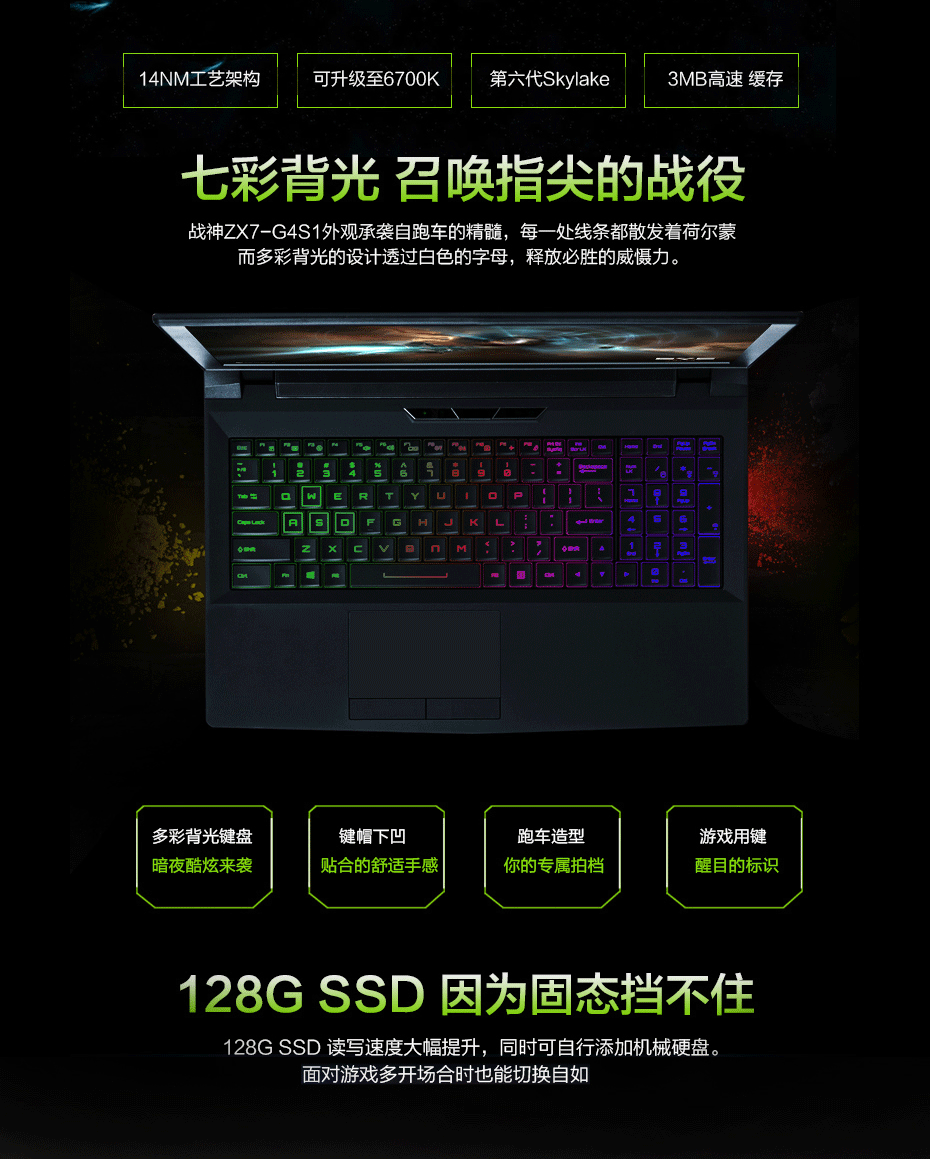 14NM工艺架构
可升级至6700K
第六代Skylake
3MB高速 缓存
七彩背光 召唤指尖的战役
战神ZX7-G4S1外观承袭自跑车的精髓，每一处线条都散发着荷尔蒙
而多彩背光的设计透过白色的字母，释放必胜的威慑力。
Q W E R T Y U I O P
Caps Lock A S D F G H J K L Enter
Z X C V B N M
多彩背光键盘
暗夜酷炫来袭
键帽下凹
贴合的舒适手感
跑车造型
你的专属拍档
游戏用键
醒目的标识
128G SSD 因为固态挡不住
128G SSD 读写速度大幅提升，同时可自行添加机械硬盘。
面对游戏多开场合时也能切换自如